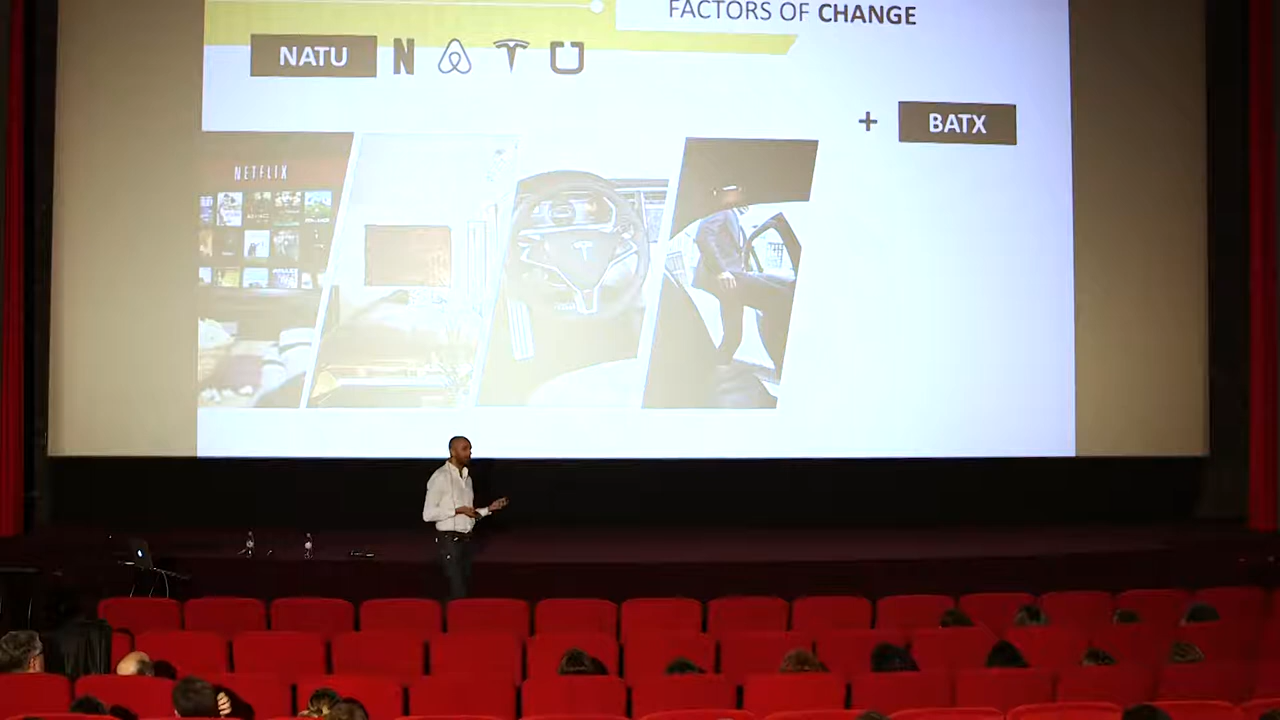 FACTORS OF CHANGE
NATU N
+ BATX
NETFLIX